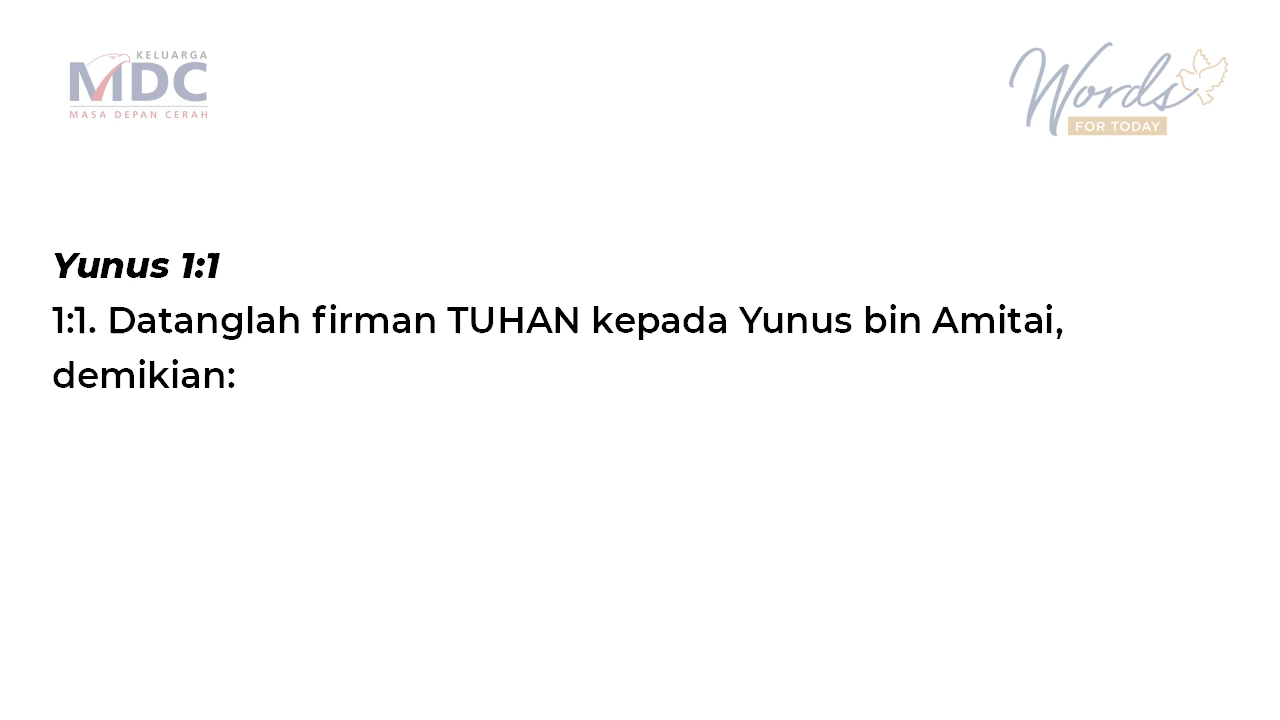 KELUARGA
MDC
MASA DEPAN CERAH
Words
FOR TODAY
Yunus 1:1
1:1. Datanglah firman TUHAN kepada Yunus bin Amitai,
demikian: